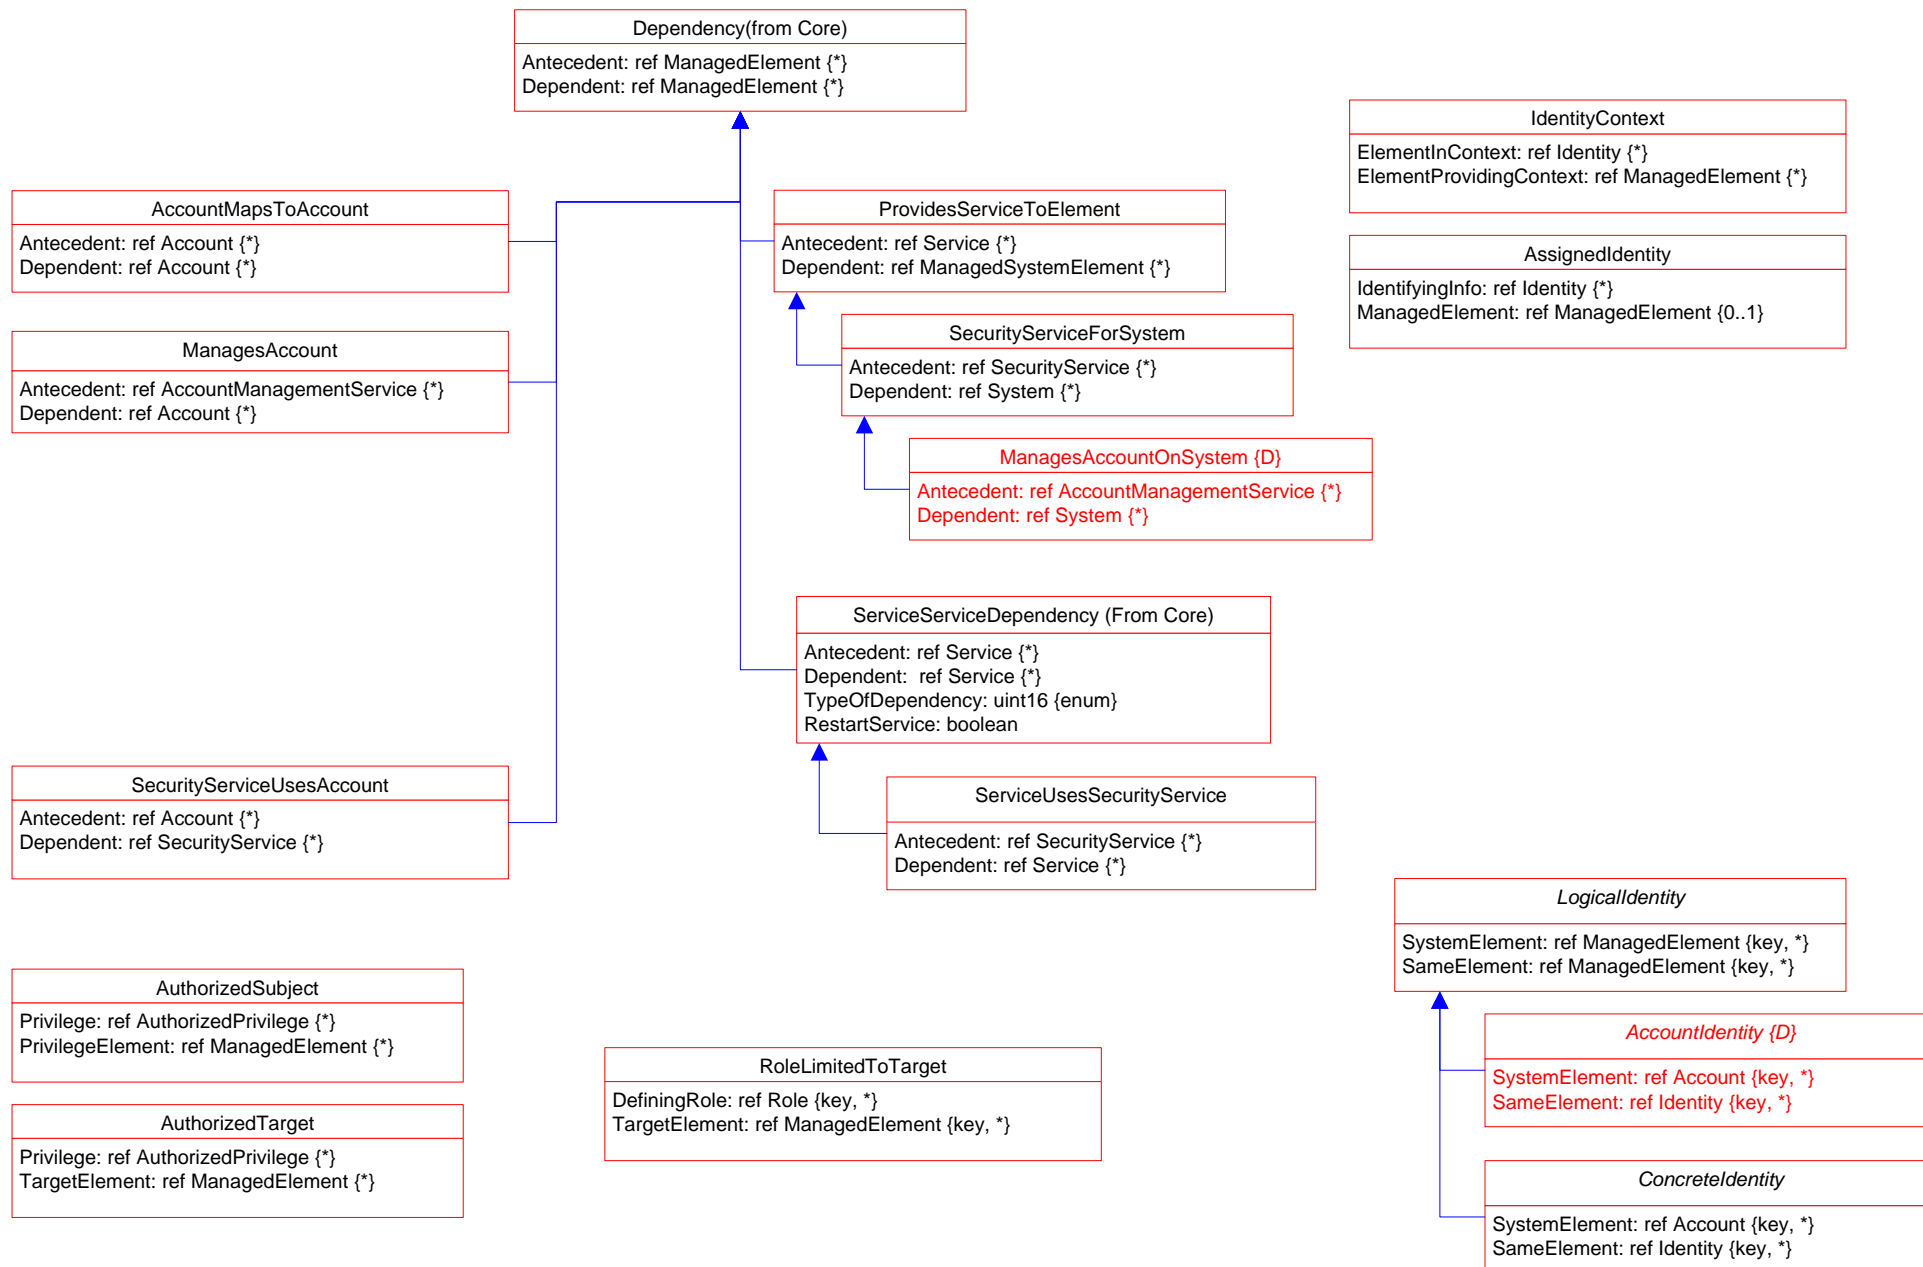 Dependency(from Core)
Antecedent: ref ManagedElement {*}
Dependent: ref ManagedElement {*}
IdentityContext
ElementInContext: ref Identity {*}
ElementProvidingContext: ref ManagedElement {*}
AccountMapsToAccount
Antecedent: ref Account {*}
Dependent: ref Account {*}
ProvidesServiceToElement
Antecedent: ref Service {*}
Dependent: ref ManagedSystemElement {*}
AssignedIdentity
IdentifyingInfo: ref Identity {*}
ManagedElement: ref ManagedElement {0..1}
ManagesAccount
Antecedent: ref AccountManagementService {*}
Dependent: ref Account {*}
SecurityServiceForSystem
Antecedent: ref SecurityService {*}
Dependent: ref System {*}
ManagesAccountOnSystem {D}
Antecedent: ref AccountManagementService {*}
Dependent: ref System {*}
ServiceServiceDependency (From Core)
Antecedent: ref Service {*}
Dependent:  ref Service {*}
TypeOfDependency: uint16 {enum}
RestartService: boolean
SecurityServiceUsesAccount
Antecedent: ref Account {*}
Dependent: ref SecurityService {*}
ServiceUsesSecurityService
Antecedent: ref SecurityService {*}
Dependent: ref Service {*}
LogicalIdentity
SystemElement: ref ManagedElement {key, *}
SameElement: ref ManagedElement {key, *}
AuthorizedSubject
Privilege: ref AuthorizedPrivilege {*}
PrivilegeElement: ref ManagedElement {*}
AccountIdentity {D}
SystemElement: ref Account {key, *}
SameElement: ref Identity {key, *}
RoleLimitedToTarget
DefiningRole: ref Role {key, *}
TargetElement: ref ManagedElement {key, *}
AuthorizedTarget
Privilege: ref AuthorizedPrivilege {*}
TargetElement: ref ManagedElement {*}
ConcreteIdentity
SystemElement: ref Account {key, *}
SameElement: ref Identity {key, *}